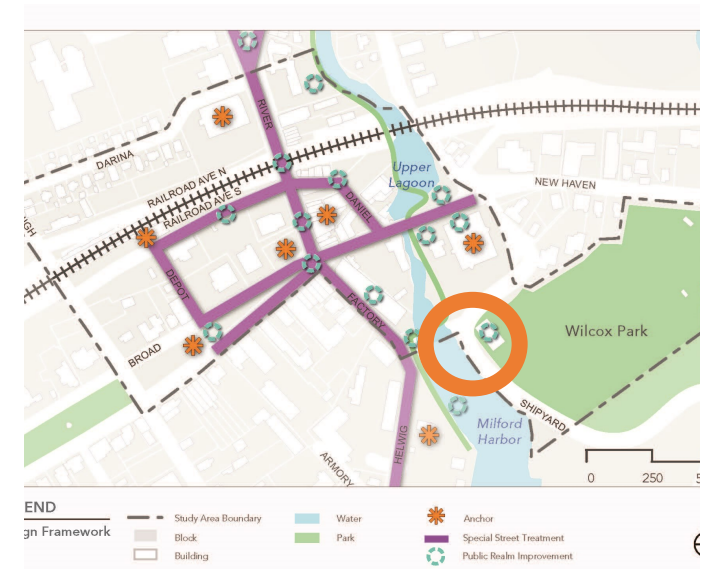 RIVER
DARINA
RAILROAD AVE N
RAILROAD AVE S
Upper
Lagoon
NEW HAVEN
DANIEL
HIGH
DEPOT
FACTORY
Wilcox Park
BROAD
SHIPYARD
Milford
Harbor
HELWIG
ARMORY
0 250 5
END
gn Framework
Study Area Boundary
Block
Building
Water
Park
Anchor
Special Street Treatment
Public Realm Improvement